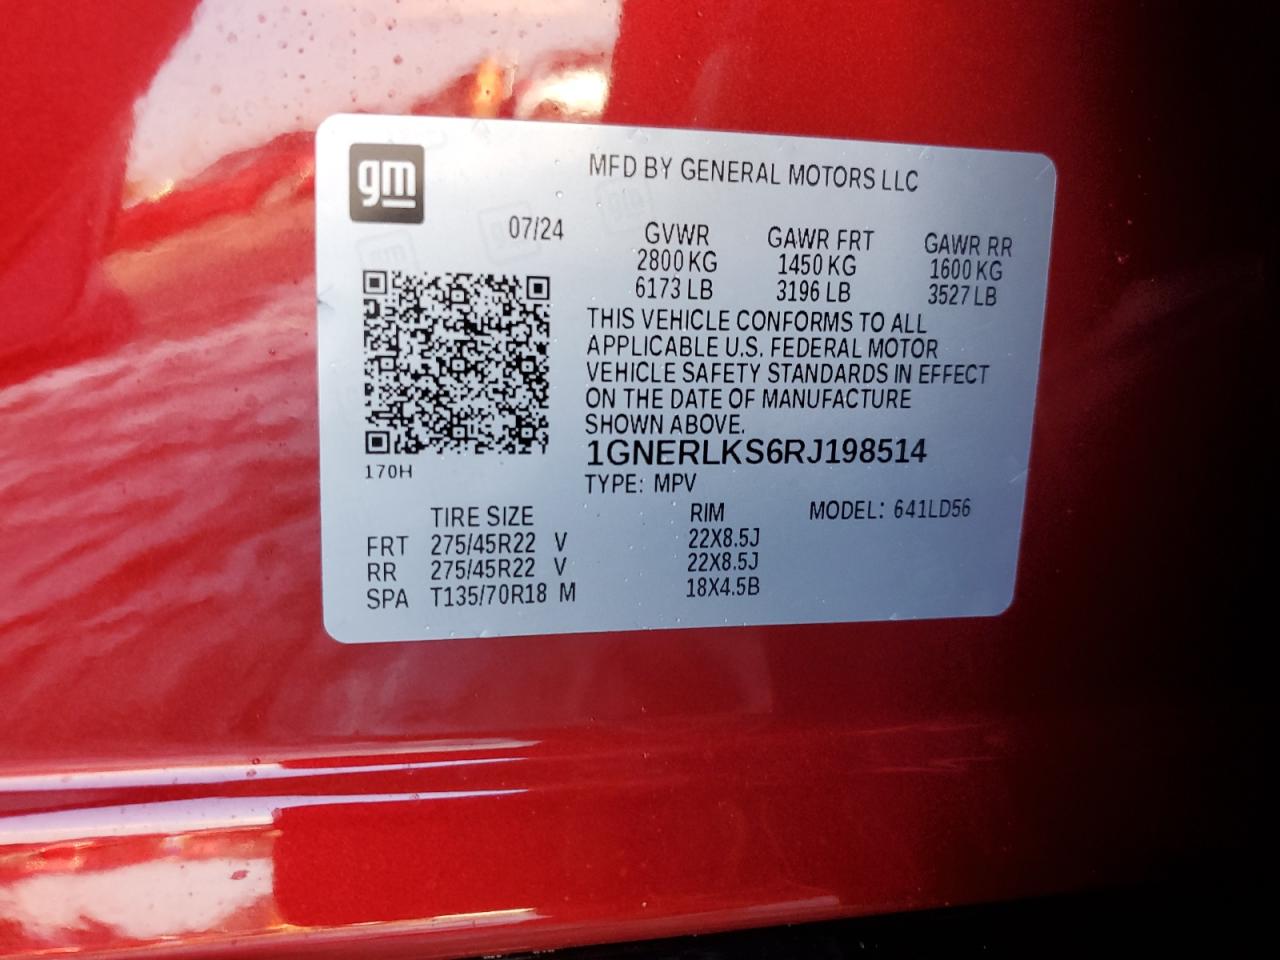 gm
MFD BY GENERAL MOTORS LLC
07/24 GVWR GAWR FRT GAWR RR
2800 KG 1450 KG 1600 KG
6173 LB 3196 LB 3527 LB
THIS VEHICLE CONFORMS TO ALL
APPLICABLE U.S. FEDERAL MOTOR
VEHICLE SAFETY STANDARDS IN EFFECT
ON THE DATE OF MANUFACTURE
SHOWN ABOVE.
1GNERLKS6RJ198514
170H
TYPE: MPV
TIRE SIZE RIM MODEL: 641LD56
FRT 275/45R22 V 22X8.5J
RR 275/45R22 V 22X8.5J
SPA T135/70R18 M 18X4.5B